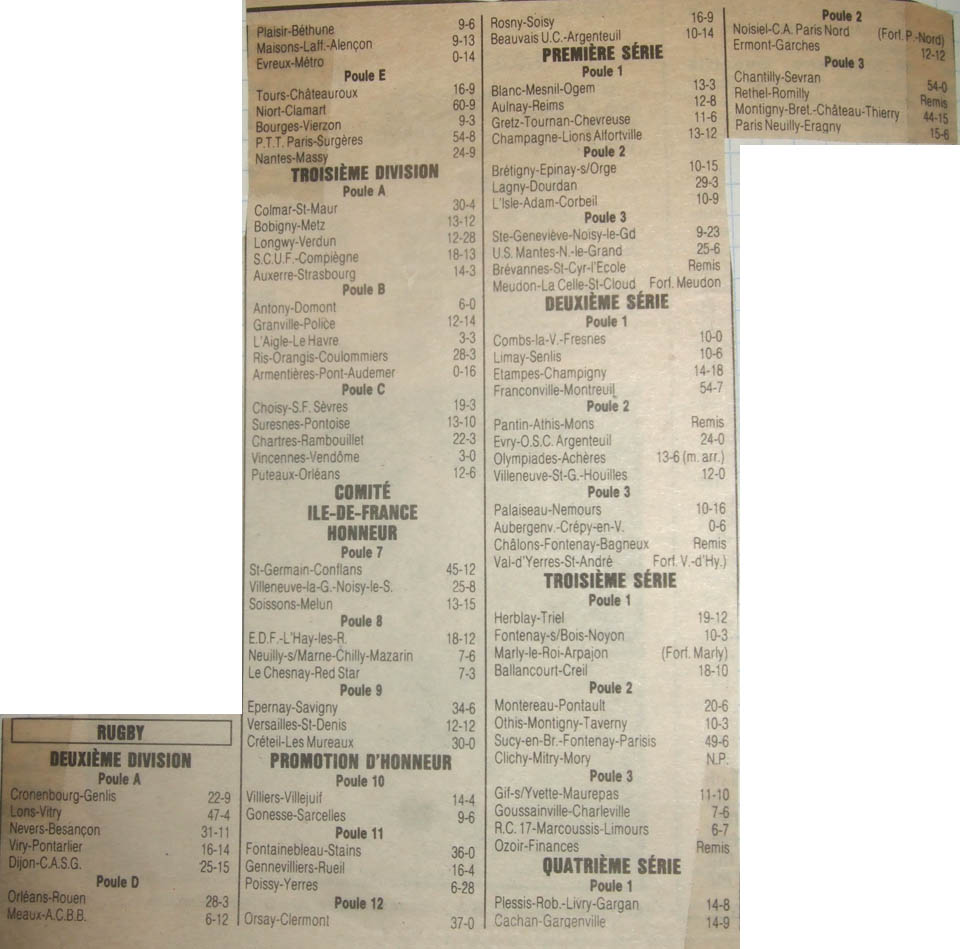 RUGBY
DEUXIÈME DIVISION
Poule A
Cronenbourg-Genlis 22-9
Lons-Vitry 47-4
Nevers-Besançon 31-11
Viry-Pontarlier 16-14
Dijon-C.A.S.G. 25-15
Poule D
Orléans-Rouen 28-3
Meaux-A.C.B.B. 6-12
Plaisir-Béthune 9-6
Maisons-Laff.-Alençon 9-13
Evreux-Métro 0-14
Poule E
Tours-Châteauroux 16-9
Niort-Clamart 60-9
Bourges-Vierzon 9-3
P.T.T. Paris-Surgères 54-8
Nantes-Massy 24-9
TROISIÈME DIVISION
Poule A
Colmar-St-Maur 30-4
Bobigny-Metz 13-12
Longwy-Verdun 12-28
S.C.U.F.-Compiègne 18-13
Auxerre-Strasbourg 14-3
Poule B
Antony-Domont 6-0
Granville-Police 12-14
L'Aigle-Le Havre 3-3
Ris-Orangis-Coulommiers 28-3
Armentières-Pont-Audemer 0-16
Poule C
Choisy-S.F. Sèvres 19-3
Suresnes-Pontoise 13-10
Chartres-Rambouillet 22-3
Vincennes-Vendôme 3-0
Puteaux-Orléans 12-6
COMITÉ
ILE-DE-FRANCE
HONNEUR
Poule 7
St-Germain-Conflans 45-12
Villeneuve-la-G.-Noisy-le-S. 25-8
Soissons-Melun 13-15
Poule 8
E.D.F.-L'Hay-les-R. 18-12
Neuilly-s/Marne-Chilly-Mazarin 7-6
Le Chesnay-Red Star 7-3
Poule 9
Epernay-Savigny 34-6
Versailles-St-Denis 12-12
Créteil-Les Mureaux 30-0
PROMOTION D'HONNEUR
Poule 10
Villiers-Villejuif 14-4
Gonesse-Sarcelles 9-6
Poule 11
Fontainebleau-Stains 36-0
Gennevilliers-Rueil 16-4
Poissy-Yerres 6-28
Poule 12
Orsay-Clermont 37-0
Rosny-Soisy 16-9
Beauvais U.C.-Argenteuil 10-14
PREMIÈRE SÉRIE
Poule 1
Blanc-Mesnil-Ogem 13-3
Aulnay-Reims 12-8
Gretz-Tournan-Chevreuse 11-6
Champagne-Lions Alfortville 13-12
Poule 2
Brétigny-Epinay-s/Orge 10-15
Lagny-Dourdan 29-3
L'Isle-Adam-Corbeil 10-9
Poule 3
Ste-Geneviève-Noisy-le-Gd 9-23
U.S. Mantes-N.-le-Grand 25-6
Brévannes-St-Cyr-l'Ecole Remis
Meudon-La Celle-St-Cloud Forf. Meudon
DEUXIÈME SÉRIE
Poule 1
Combs-la-V.-Fresnes 10-0
Limay-Senlis 10-6
Etampes-Champigny 14-18
Franconville-Montreuil 54-7
Poule 2
Pantin-Athis-Mons Remis
Evry-O.S.C. Argenteuil 24-0
Olympiades-Achères 13-6 (m. arr.)
Villeneuve-St-G.-Houilles 12-0
Poule 3
Palaiseau-Nemours 10-16
Aubergenv.-Crépy-en-V. 0-6
Châlons-Fontenay-Bagneux Remis
Val-d'Yerres-St-André Forf. V.-d'Hy.)
TROISIÈME SÉRIE
Poule 1
Herblay-Triel 19-12
Fontenay-s/Bois-Noyon 10-3
Marly-le-Roi-Arpajon (Forf. Marly)
Ballancourt-Creil 18-10
Poule 2
Montereau-Pontault 20-6
Othis-Montigny-Taverny 10-3
Sucy-en-Br.-Fontenay-Parisis 49-6
Clichy-Mitry-Mory N.P.
Poule 3
Gif-s/Yvette-Maurepas 11-10
Goussainville-Charleville 7-6
R.C. 17-Marcoussis-Limours 6-7
Ozoir-Finances Remis
QUATRIÈME SÉRIE
Poule 1
Plessis-Rob.-Livry-Gargan 14-8
Cachan-Gargenville 14-9
Poule 2
Noisiel-C.A. Paris Nord (Forf. P.-Nord)
Ermont-Garches 12-12
Poule 3
Chantilly-Sevran 54-0
Rethel-Romilly Remis
Montigny-Bret.-Château-Thierry 44-15
Paris Neuilly-Eragny 15-6